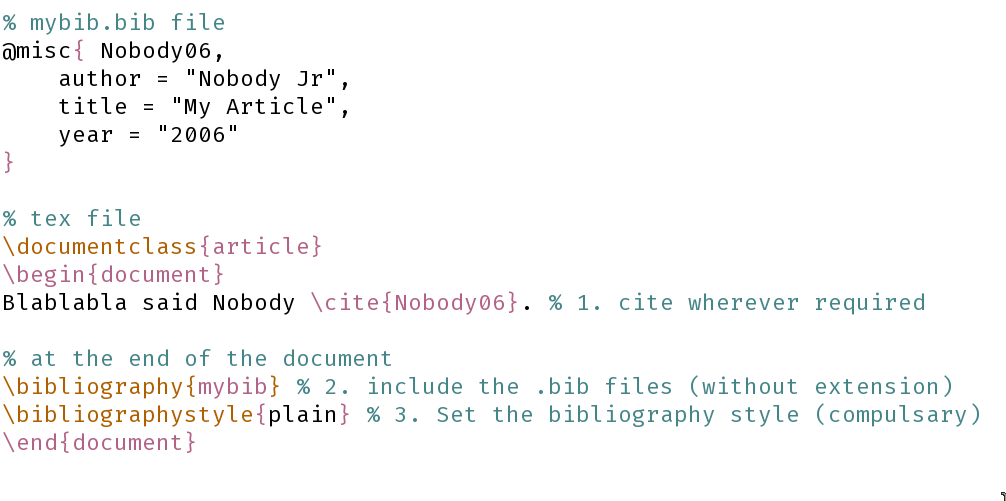 % mybib.bib file
@misc{ Nobody06,
    author = "Nobody Jr",
    title = "My Article",
    year = "2006"
}

% tex file
\documentclass{article}
\begin{document}
Blablabla said Nobody \cite{Nobody06}. % 1. cite wherever required

% at the end of the document
\bibliography{mybib} % 2. include the .bib files (without extension)
\bibliographystyle{plain} % 3. Set the bibliography style (compulsary)
\end{document}